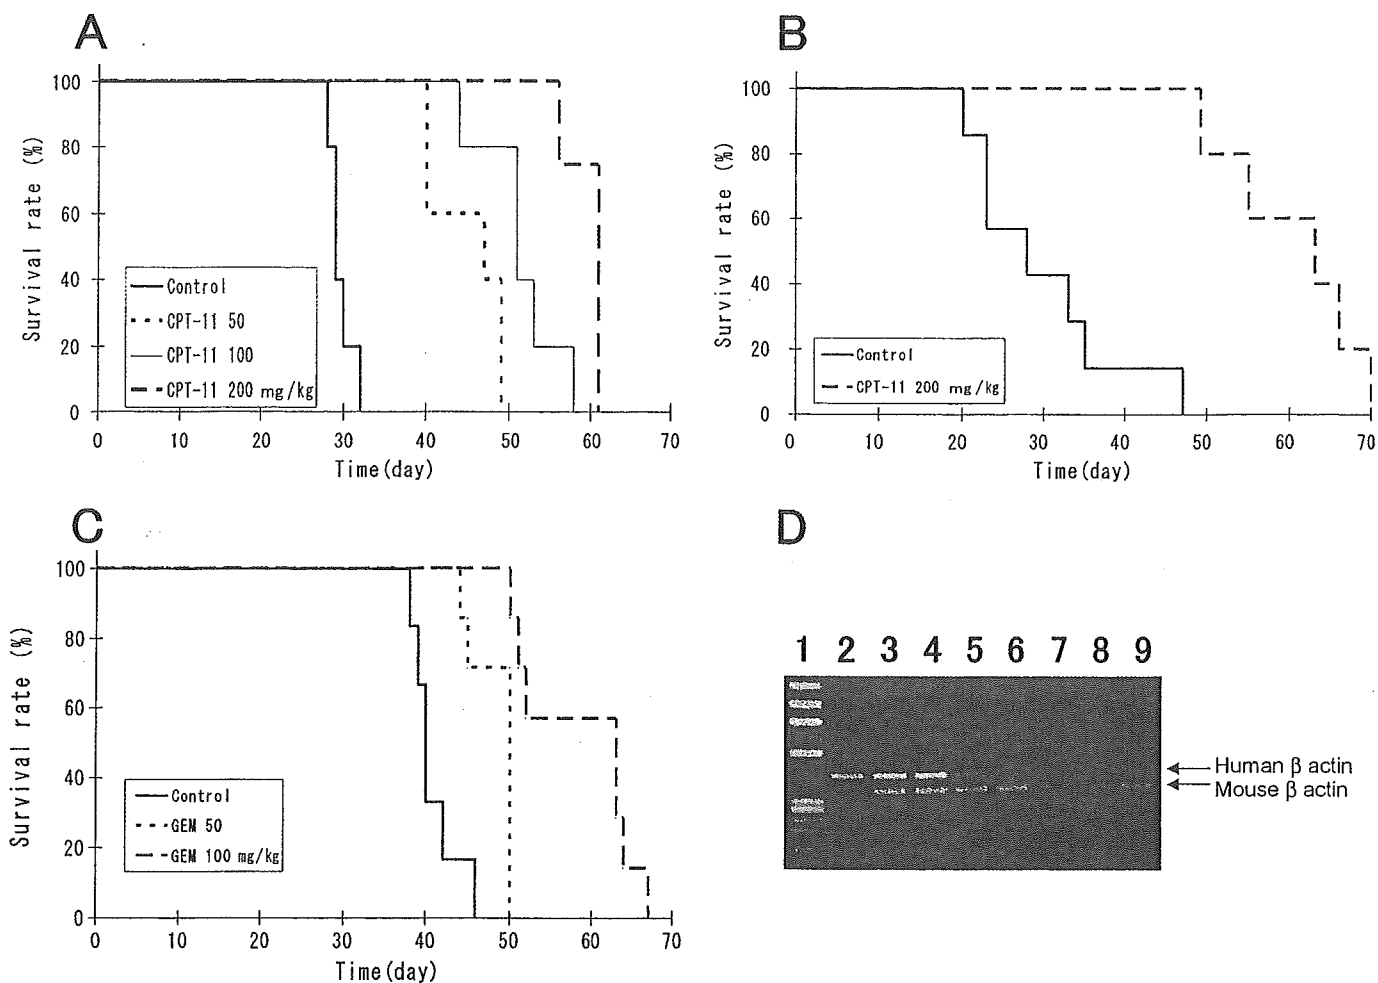 A
100
80
60
40
20
0
Survival rate (%)
Control
CPT-11 50
CPT-11 100
CPT-11 200 mg/kg
0 10 20 30 40 50 60 70
Time(day)
B
100
80
60
40
20
0
Survival rate (%)
Control
CPT-11 200 mg/kg
0 10 20 30 40 50 60 70
Time(day)
C
100
80
60
40
20
0
Survival rate (%)
Control
GEM 50
GEM 100 mg/kg
0 10 20 30 40 50 60 70
Time(day)
D
1 2 3 4 5 6 7 8 9
Human β actin
Mouse β actin